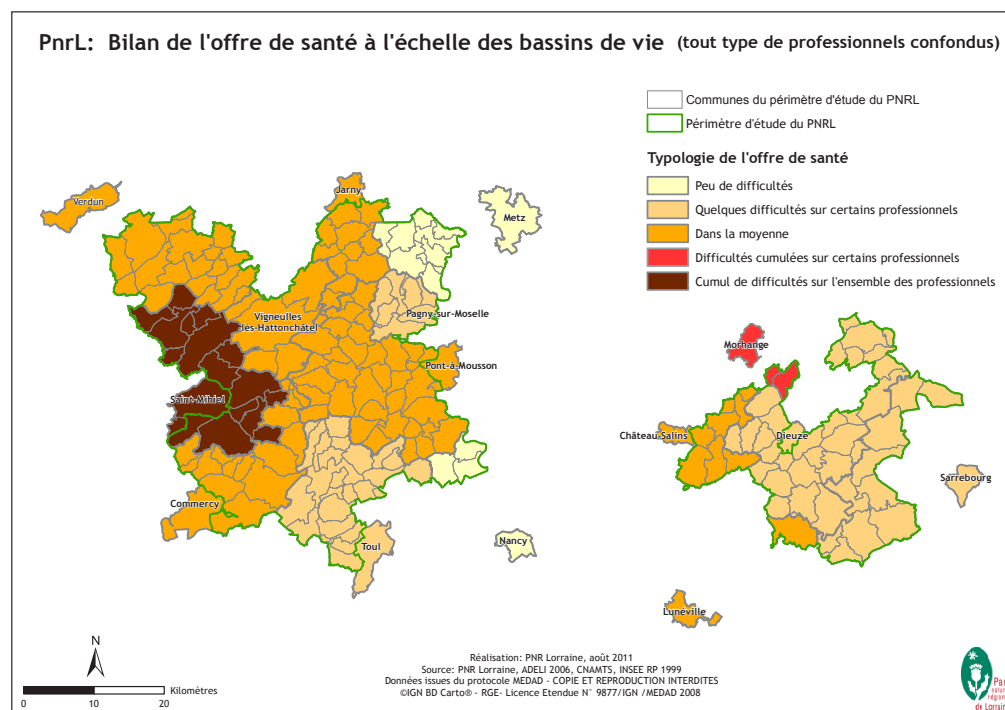 PnrL: Bilan de l'offre de santé à l'échelle des bassins de vie (tout type de professionnels confondus)
Communes du périmètre d'étude du PNRL
Périmètre d'étude du PNRL
Typologie de l'offre de santé
Peu de difficultés
Quelques difficultés sur certains professionnels
Dans la moyenne
Difficultés cumulées sur certains professionnels
Cumul de difficultés sur l'ensemble des professionnels
Jarny
Verdun
Metz
Vigneulles
lès-Hattonchâtel
Pagny-sur-Moselle
Morhange
Pont-à-Mousson
Saint-Mihiel
Château-Salins
Dieuze
Sarrebourg
Commercy
Toul
Nancy
Lunéville
N
Kilomètres
0 10 20
Réalisation: PNR Lorraine, août 2011
Source: PNR Lorraine, ADELI 2006, CNAMTS, INSEE RP 1999
Données issues du protocole MEDAD - COPIE ET REPRODUCTION INTERDITES
©IGN BD Carto® - RGE- Licence Etendue N° 9877/IGN /MEDAD 2008
Par
naturel
régional
de Lorrain